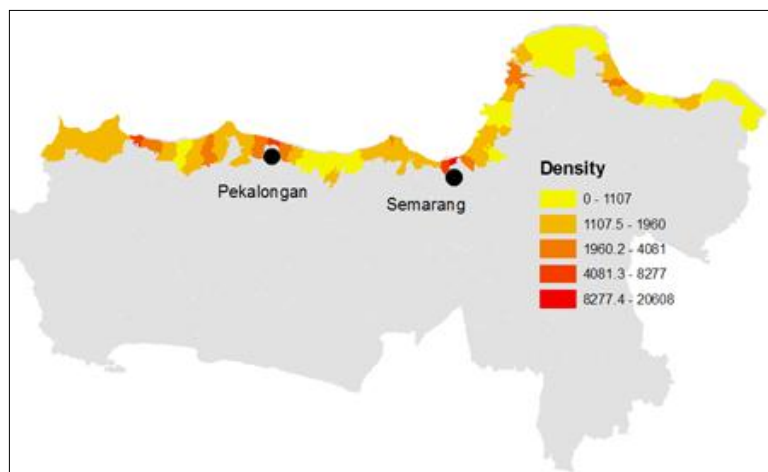 Pekalongan
Semarang
Density
0 - 1107
1107.5 - 1960
1960.2 - 4081
4081.3 - 8277
8277.4 - 20608